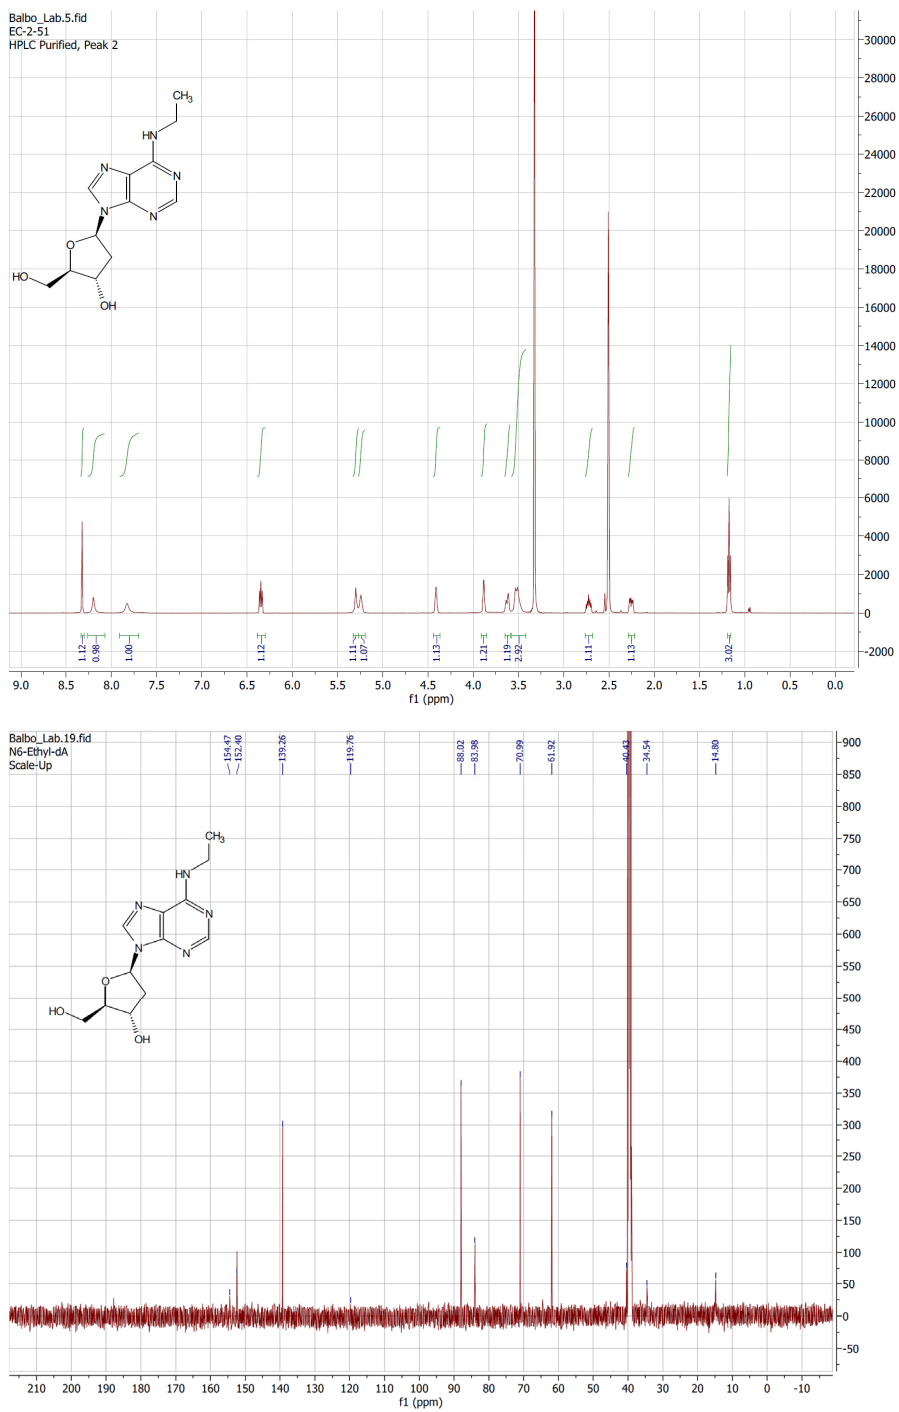 Balbo_Lab.5.fid
EC-2-51
HPLC Purified, Peak 2
CH3
HN
N
N
N
N
O
HO
OH
30000
28000
26000
24000
22000
20000
18000
16000
14000
12000
10000
8000
6000
4000
2000
0
-2000
1.12 0.98 1.00 1.12 1.11 1.07 1.13 1.21 1.19 2.92 1.11 1.13 3.02
9.0 8.5 8.0 7.5 7.0 6.5 6.0 5.5 5.0 4.5 4.0 3.5 3.0 2.5 2.0 1.5 1.0 0.5 0.0
f1 (ppm)
Balbo_Lab.19.fid
N6-Ethyl-dA
Scale-Up
154.47 152.40 139.26 119.76 88.02 83.98 70.99 61.92 40.43 34.54 14.80
CH3
HN
N
N
N
N
O
HO
OH
900
850
800
750
700
650
600
550
500
450
400
350
300
250
200
150
100
50
0
-50
210 200 190 180 170 160 150 140 130 120 110 100 90 80 70 60 50 40 30 20 10 0 -10
f1 (ppm)